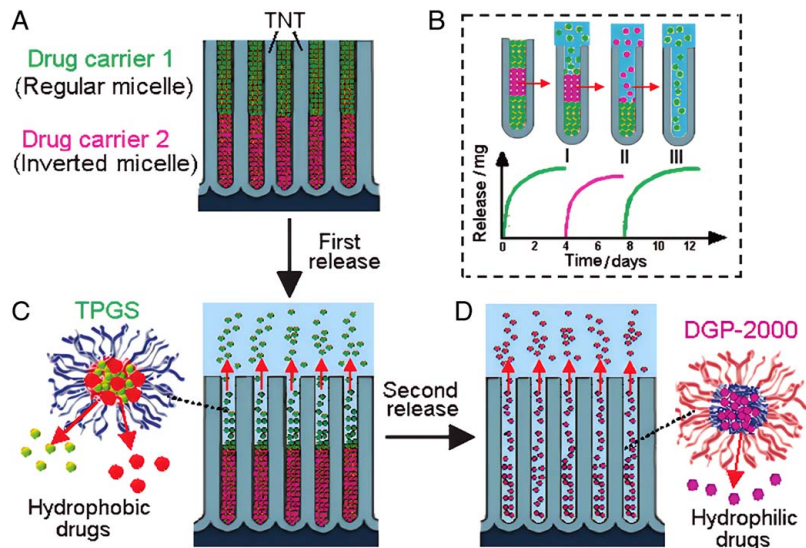 A
TNT
Drug carrier 1
(Regular micelle)
Drug carrier 2
(Inverted micelle)
B
I
II
III
Release / mg
0
2
4
6
8
10
12
Time / days
First
release
C
TPGS
Hydrophobic
drugs
Second
release
D
DGP-2000
Hydrophilic
drugs